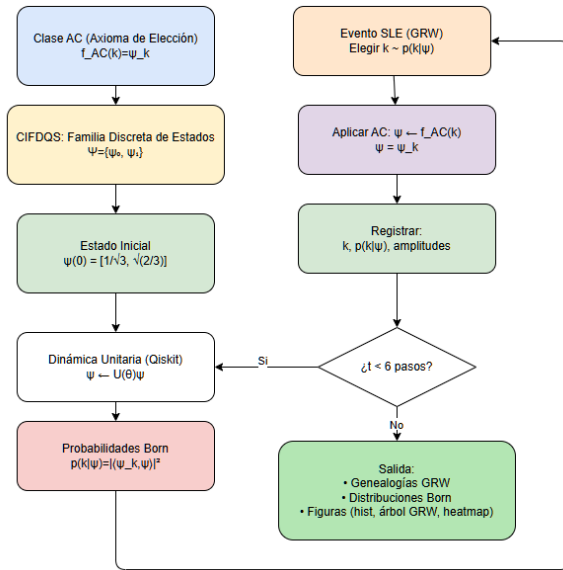 Clase AC (Axioma de Elección)
f_AC(k)=ψ_k
CIFDQS: Familia Discreta de Estados
Ψ={ψ₀, ψ₁}
Estado Inicial
ψ(0) = [1/√3, √(2/3)]
Dinámica Unitaria (Qiskit)
ψ ← U(θ)ψ
Probabilidades Born
p(k|ψ)=|⟨ψ_k,ψ⟩|²
Evento SLE (GRW)
Elegir k ~ p(k|ψ)
Aplicar AC: ψ ← f_AC(k)
ψ = ψ_k
Registrar:
k, p(k|ψ), amplitudes
¿t < 6 pasos?
Si
No
Salida:
• Genealogías GRW
• Distribuciones Born
• Figuras (hist, árbol GRW, heatmap)